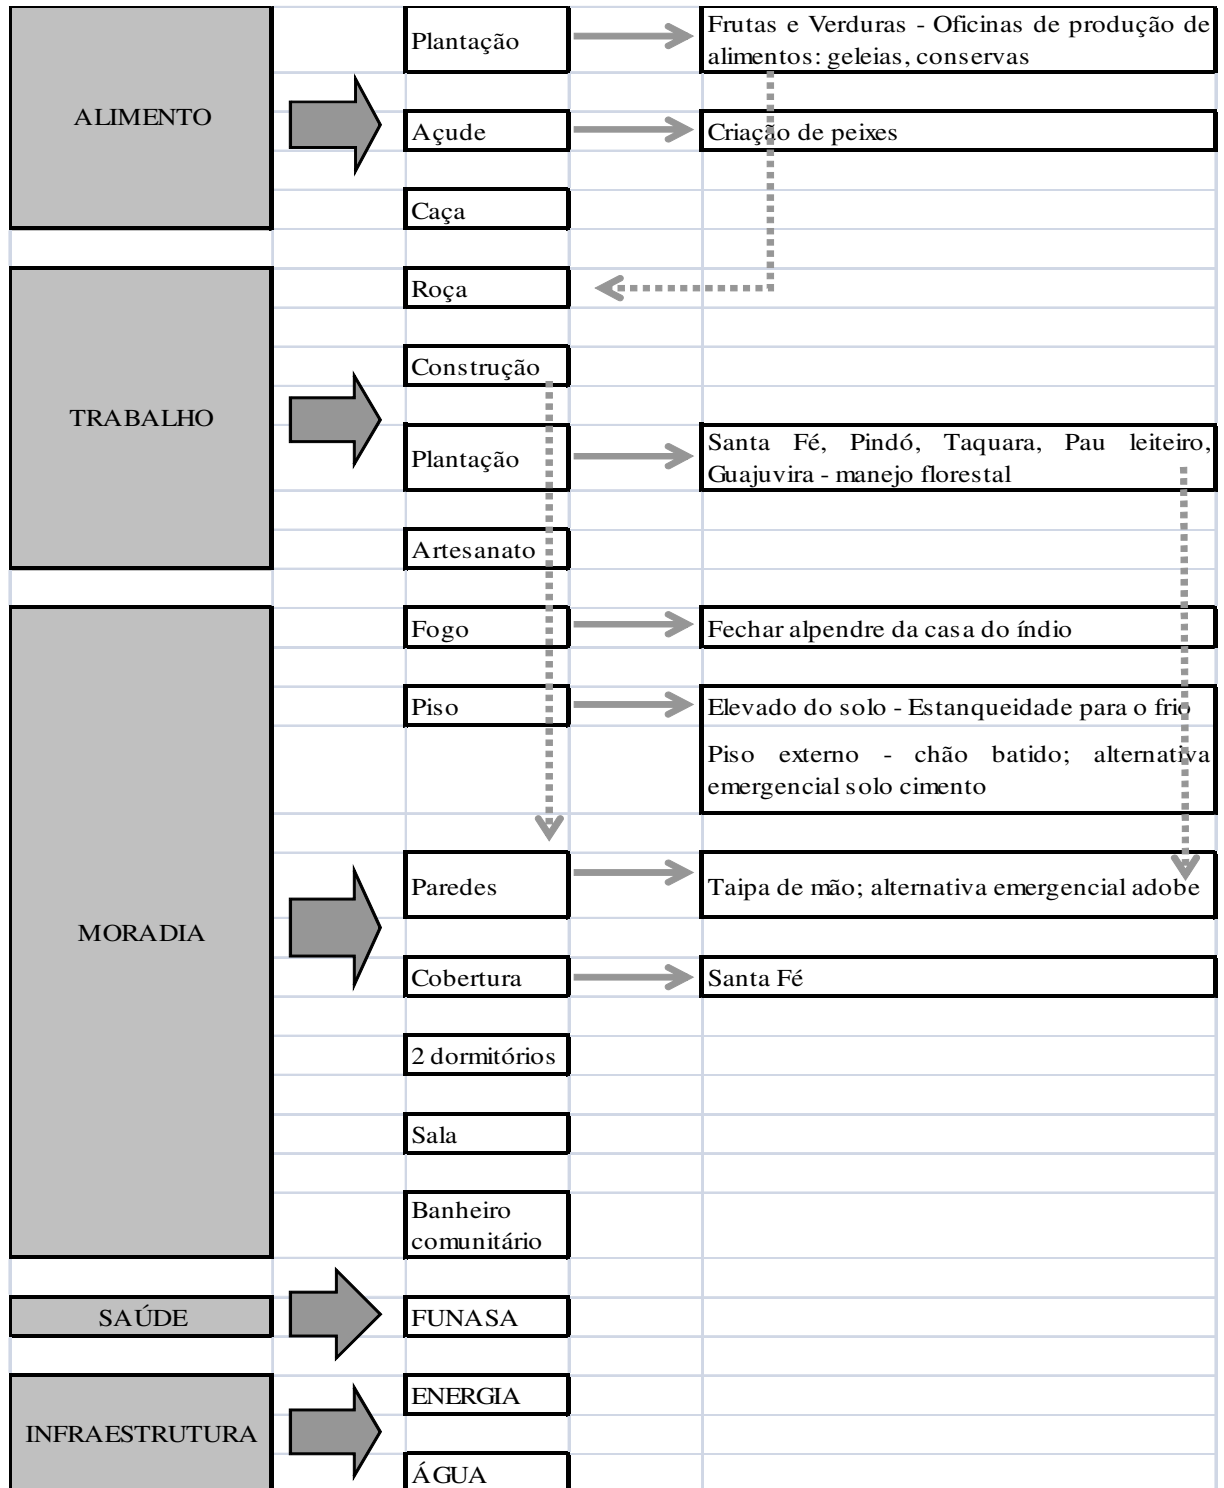 ALIMENTO
Plantação
Frutas e Verduras - Oficinas de produção de
alimentos: geleias, conservas
Açude
Criação de peixes
Caça
TRABALHO
Roça
Construção
Plantação
Santa Fé, Pindó, Taquara, Pau leiteiro,
Guajuvira - manejo florestal
Artesanato
MORADIA
Fogo
Fechar alpendre da casa do índio
Piso
Elevado do solo - Estanqueidade para o frio
Piso externo - chão batido; alternativa
emergencial solo cimento
Paredes
Taipa de mão; alternativa emergencial adobe
Cobertura
Santa Fé
2 dormitórios
Sala
Banheiro
comunitário
SAÚDE
FUNASA
INFRAESTRUTURA
ENERGIA
ÁGUA